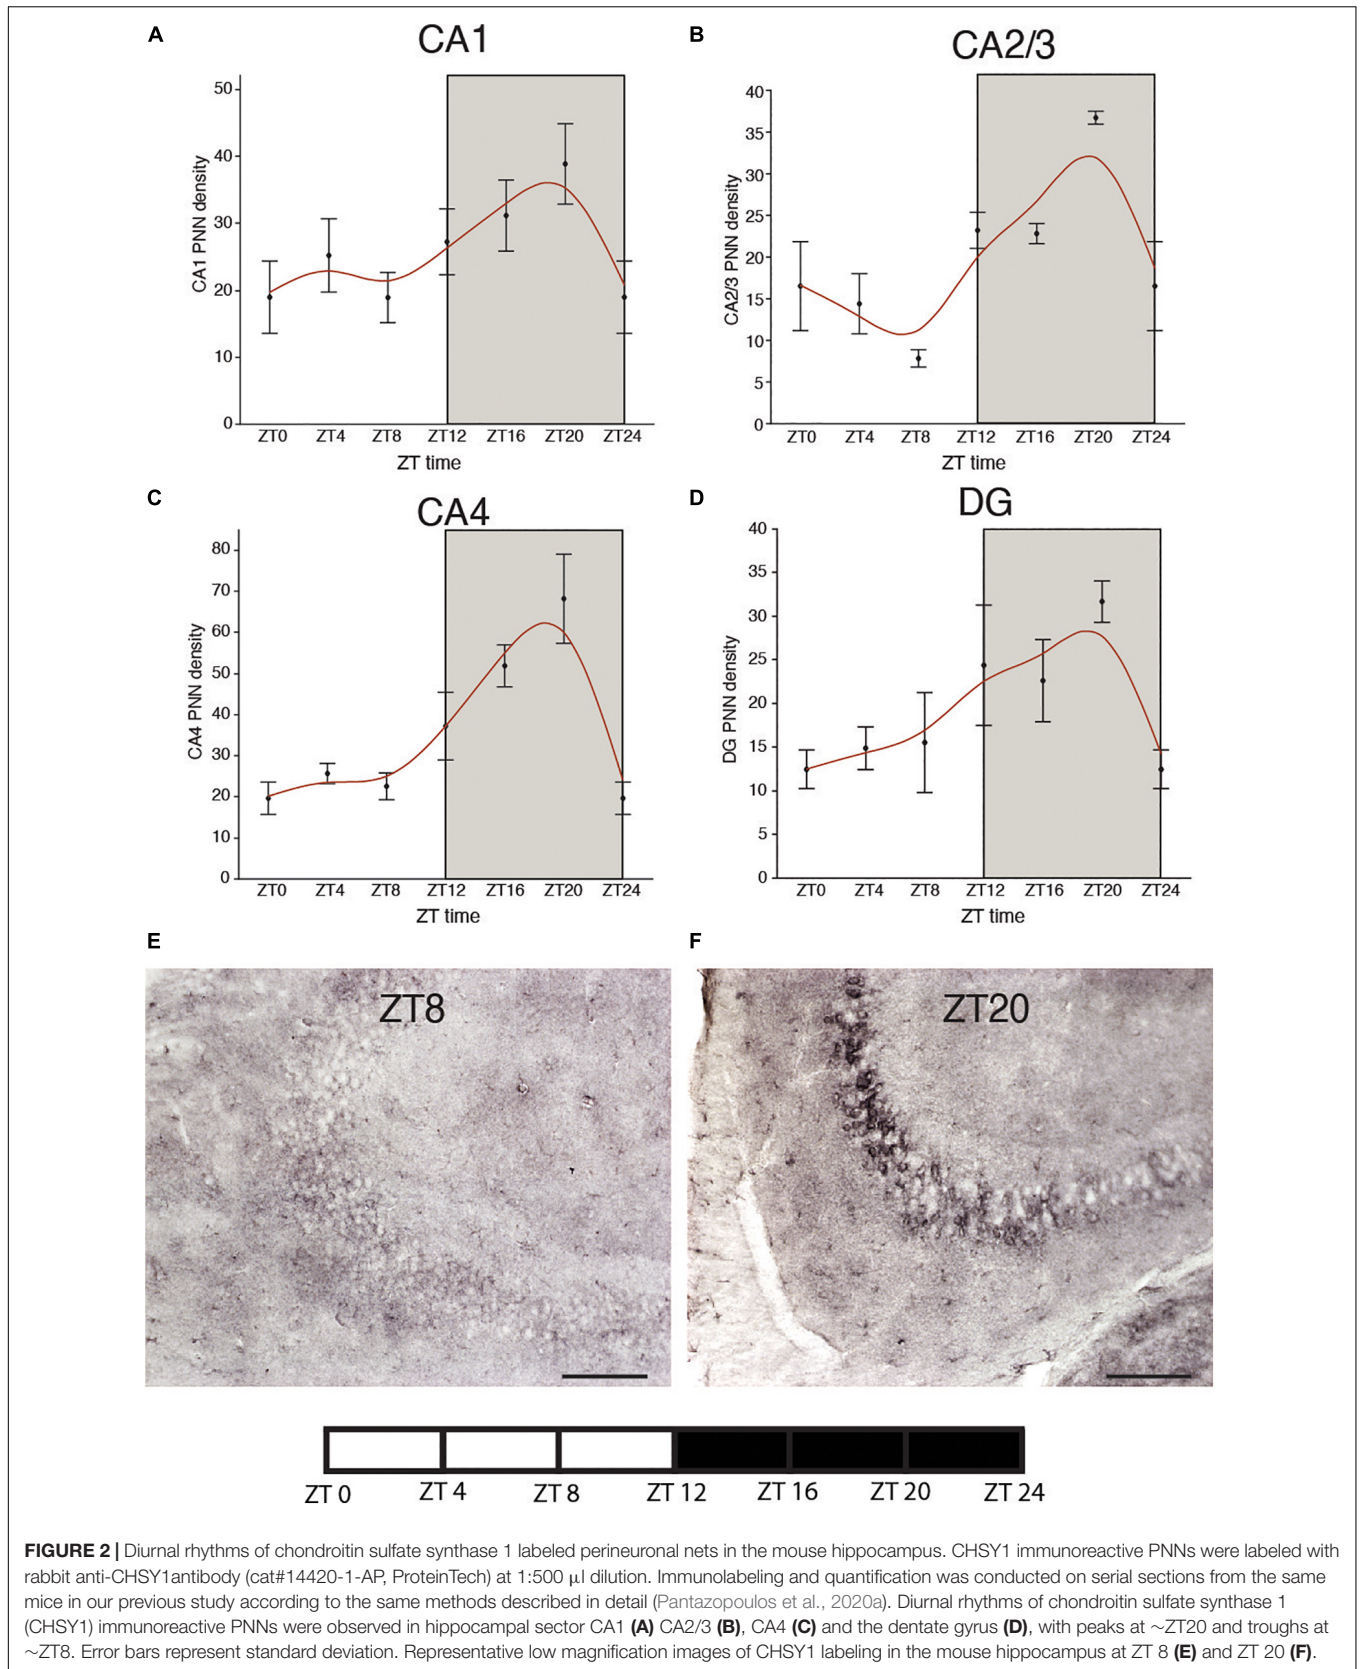 A
CA1
B
CA2/3
50
40
30
20
10
0
CA1 PNN density
ZT0 ZT4 ZT8 ZT12 ZT16 ZT20 ZT24
ZT time
40
35
30
25
20
15
10
5
0
CA2/3 PNN density
ZT0 ZT4 ZT8 ZT12 ZT16 ZT20 ZT24
ZT time
C
CA4
D
DG
80
70
60
50
40
30
20
10
0
CA4 PNN density
ZT0 ZT4 ZT8 ZT12 ZT16 ZT20 ZT24
ZT time
40
35
30
25
20
15
10
5
0
DG PNN density
ZT0 ZT4 ZT8 ZT12 ZT16 ZT20 ZT24
ZT time
E
F
ZT8
ZT20
ZT 0 ZT 4 ZT 8 ZT 12 ZT 16 ZT 20 ZT 24
FIGURE 2 | Diurnal rhythms of chondroitin sulfate synthase 1 labeled perineuronal nets in the mouse hippocampus. CHSY1 immunoreactive PNNs were labeled with
rabbit anti-CHSY1antibody (cat#14420-1-AP, ProteinTech) at 1:500 μl dilution. Immunolabeling and quantification was conducted on serial sections from the same
mice in our previous study according to the same methods described in detail (Pantazopoulos et al., 2020a). Diurnal rhythms of chondroitin sulfate synthase 1
(CHSY1) immunoreactive PNNs were observed in hippocampal sector CA1 (A) CA2/3 (B), CA4 (C) and the dentate gyrus (D), with peaks at ~ZT20 and troughs at
~ZT8. Error bars represent standard deviation. Representative low magnification images of CHSY1 labeling in the mouse hippocampus at ZT 8 (E) and ZT 20 (F).